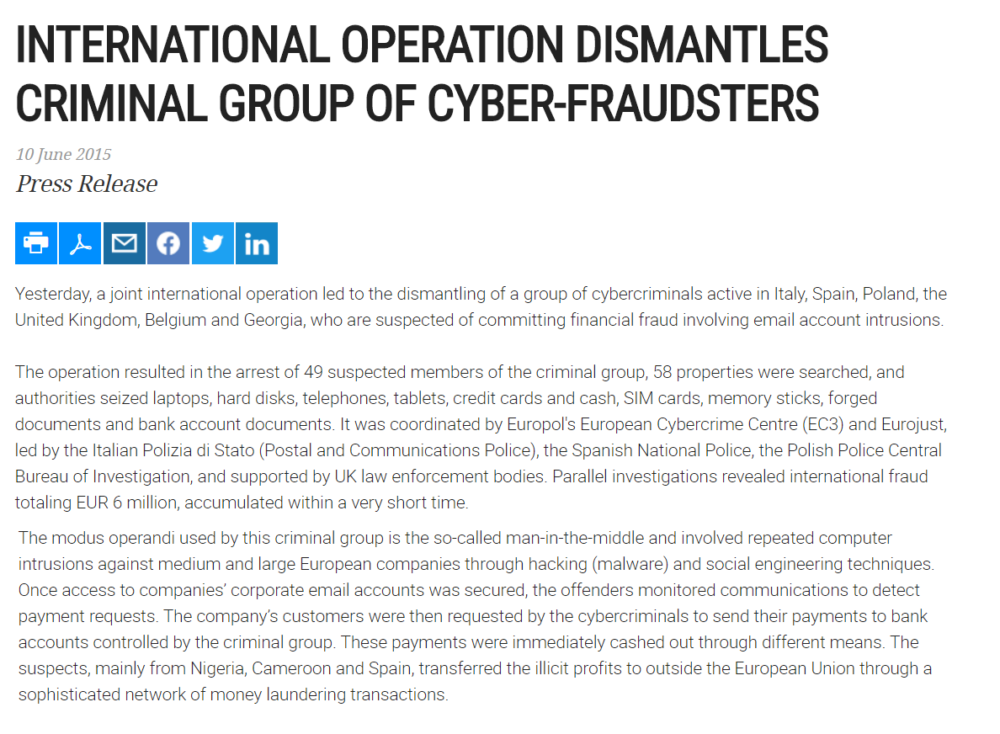 INTERNATIONAL OPERATION DISMANTLES
CRIMINAL GROUP OF CYBER-FRAUDSTERS
10 June 2015
Press Release
in
Yesterday, a joint international operation led to the dismantling of a group of cybercriminals active in Italy, Spain, Poland, the
United Kingdom, Belgium and Georgia, who are suspected of committing financial fraud involving email account intrusions.
The operation resulted in the arrest of 49 suspected members of the criminal group, 58 properties were searched, and
authorities seized laptops, hard disks, telephones, tablets, credit cards and cash, SIM cards, memory sticks, forged
documents and bank account documents. It was coordinated by Europol's European Cybercrime Centre (EC3) and Eurojust,
led by the Italian Polizia di Stato (Postal and Communications Police), the Spanish National Police, the Polish Police Central
Bureau of Investigation, and supported by UK law enforcement bodies. Parallel investigations revealed international fraud
totaling EUR 6 million, accumulated within a very short time.
The modus operandi used by this criminal group is the so-called man-in-the-middle and involved repeated computer
intrusions against medium and large European companies through hacking (malware) and social engineering techniques.
Once access to companies’ corporate email accounts was secured, the offenders monitored communications to detect
payment requests. The company’s customers were then requested by the cybercriminals to send their payments to bank
accounts controlled by the criminal group. These payments were immediately cashed out through different means. The
suspects, mainly from Nigeria, Cameroon and Spain, transferred the illicit profits to outside the European Union through a
sophisticated network of money laundering transactions.